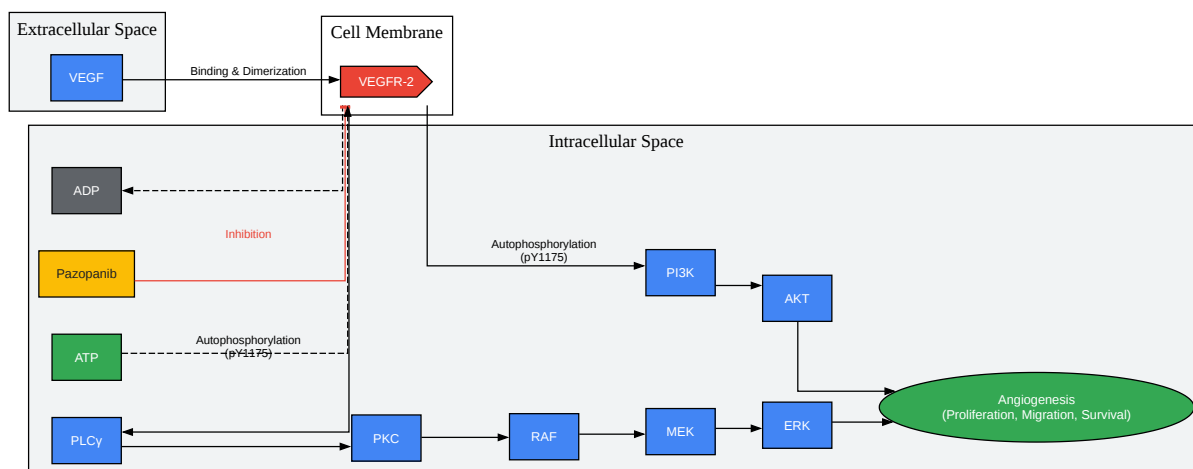 Extracellular Space
VEGF
Binding & Dimerization
Cell Membrane
VEGFR-2
Intracellular Space
ADP
Inhibition
Pazopanib
ATP
Autophosphorylation
(pY1175)
Autophosphorylation
(pY1175)
PI3K
AKT
PLCγ
PKC
RAF
MEK
ERK
Angiogenesis
(Proliferation, Migration, Survival)